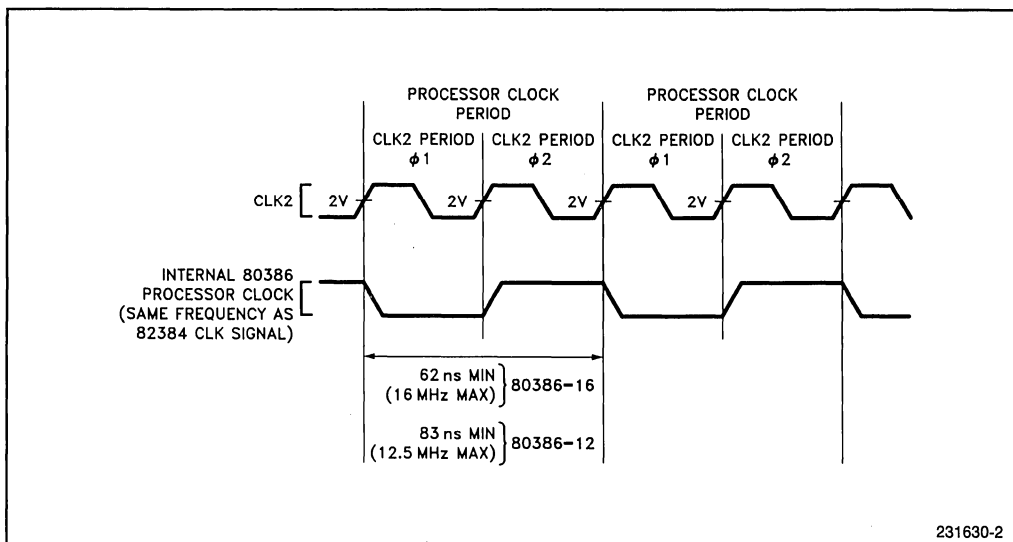 PROCESSOR CLOCK
PERIOD
PROCESSOR CLOCK
PERIOD
CLK2 PERIOD
φ1
CLK2 PERIOD
φ2
CLK2 PERIOD
φ1
CLK2 PERIOD
φ2
CLK2
2V
2V
2V
2V
INTERNAL 80386
PROCESSOR CLOCK
(SAME FREQUENCY AS
82384 CLK SIGNAL)
62 ns MIN
(16 MHz MAX)
80386-16
83 ns MIN
(12.5 MHz MAX)
80386-12
231630-2